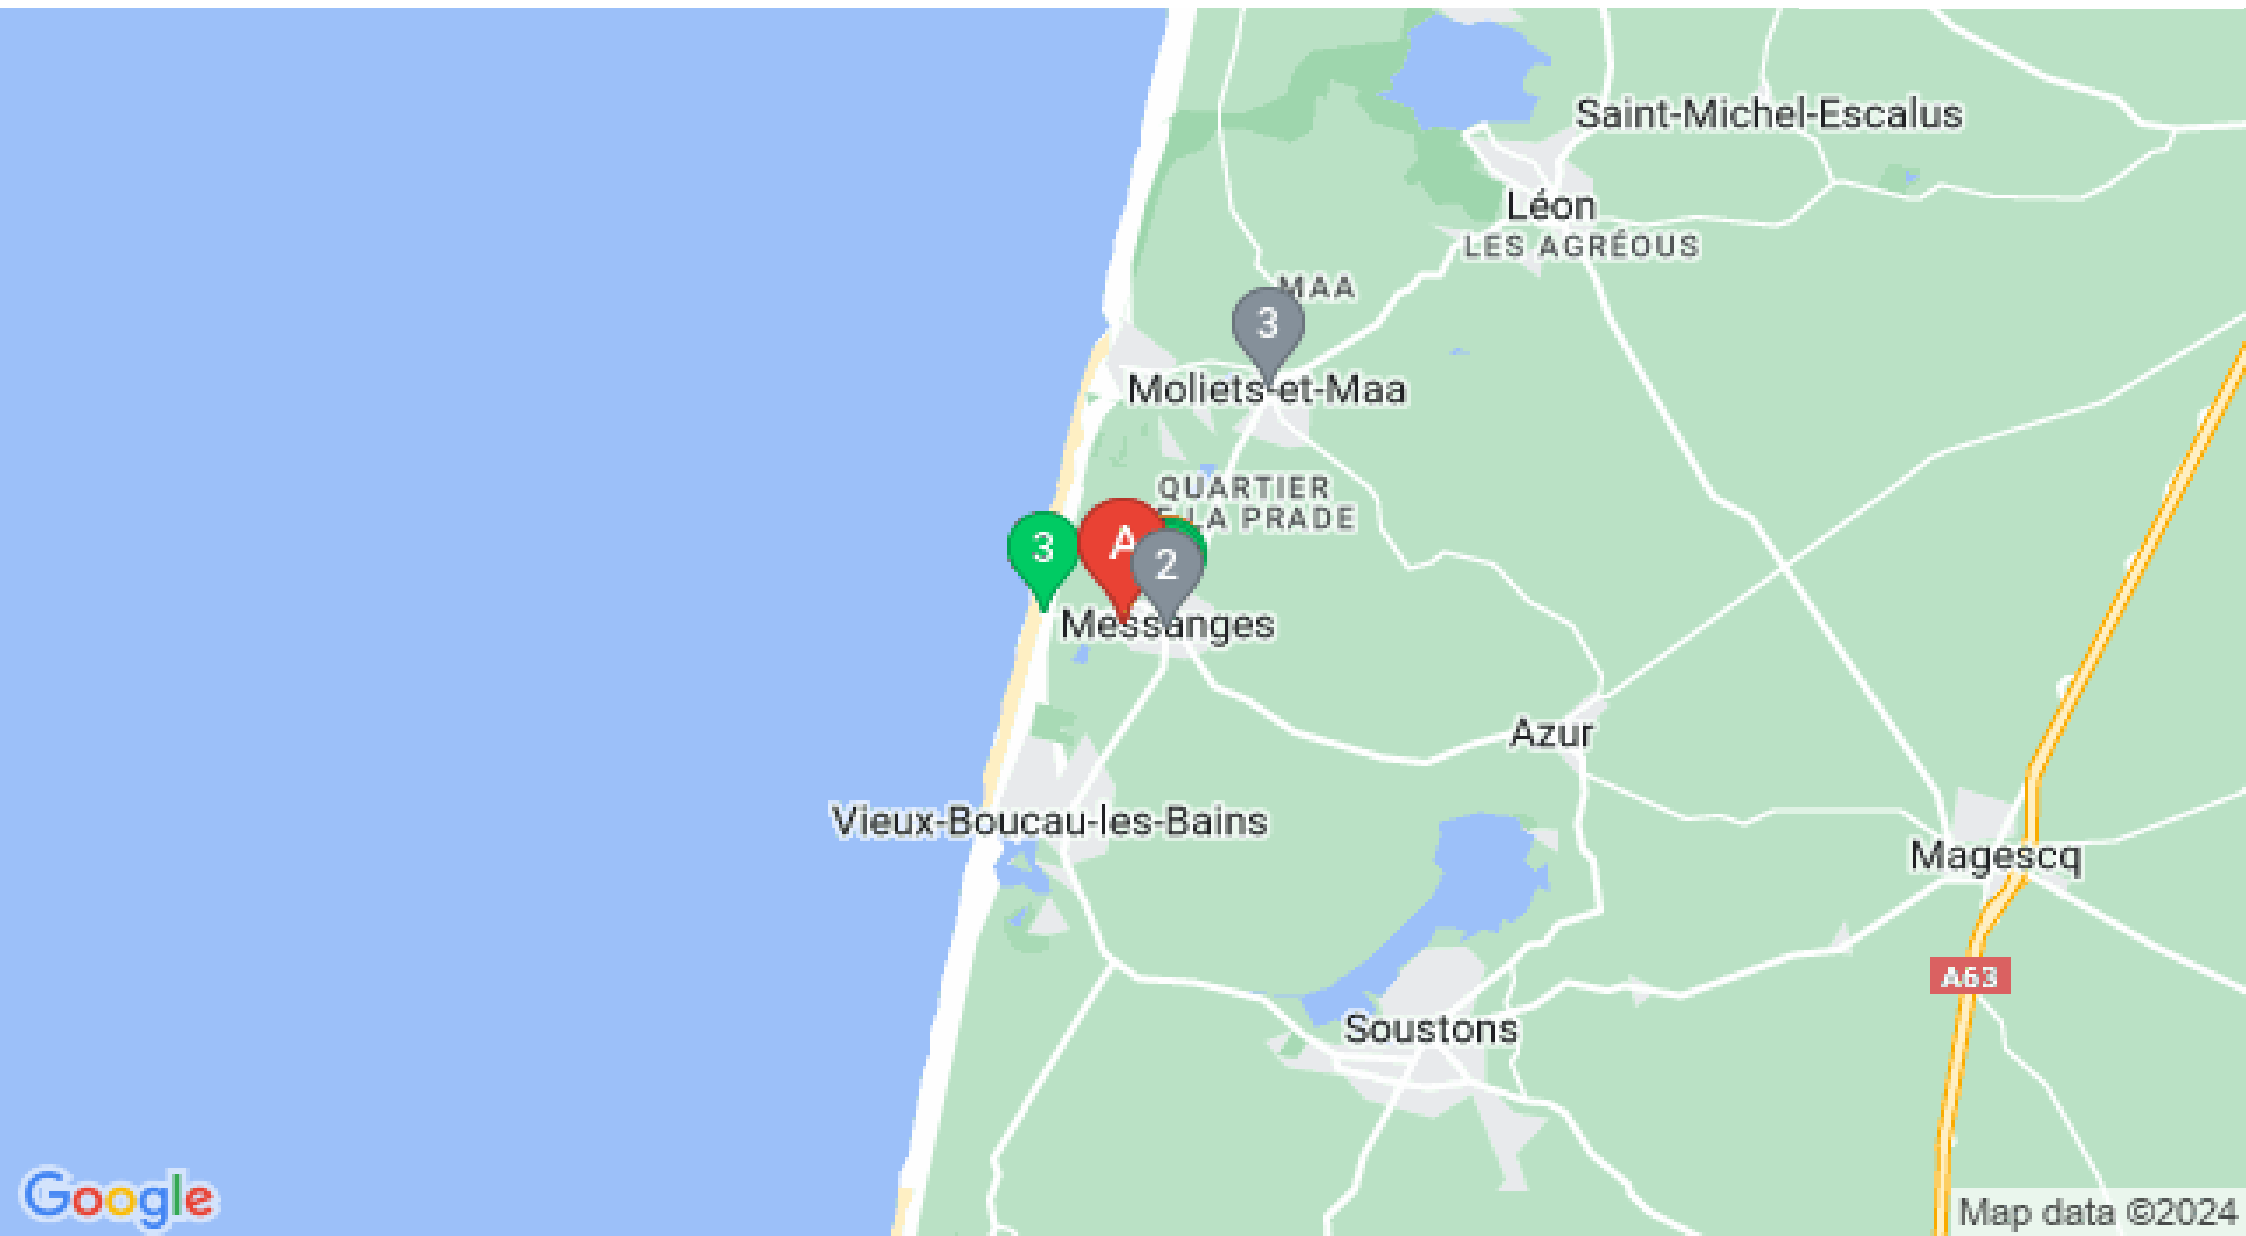 Saint-Michel-Escalus
Léon
LES AGRÉOUS
MAA
3
Moliets-et-Maa
QUARTIER
LA PRADE
3
A
2
Messanges
Azur
Vieux-Boucau-les-Bains
Magescq
A63
Soustons
Google
Map data ©2024